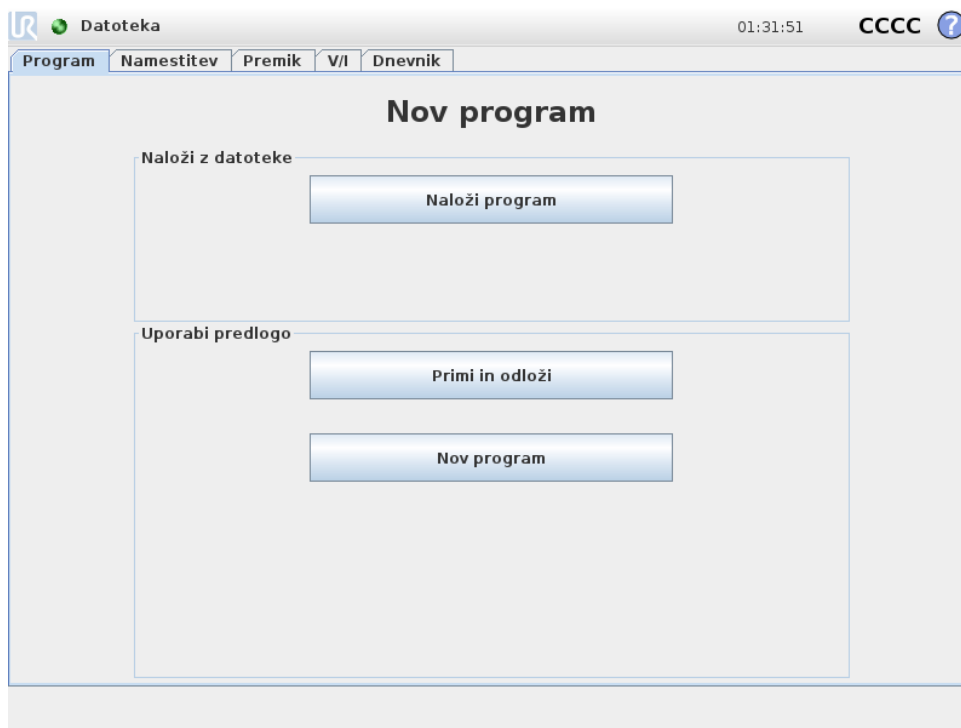 UR Datoteka 01:31:51 CCCC ?
Program Namestitev Premik V/I Dnevnik
Nov program
Naloži z datoteke
Naloži program
Uporabi predlogo
Primi in odloži
Nov program